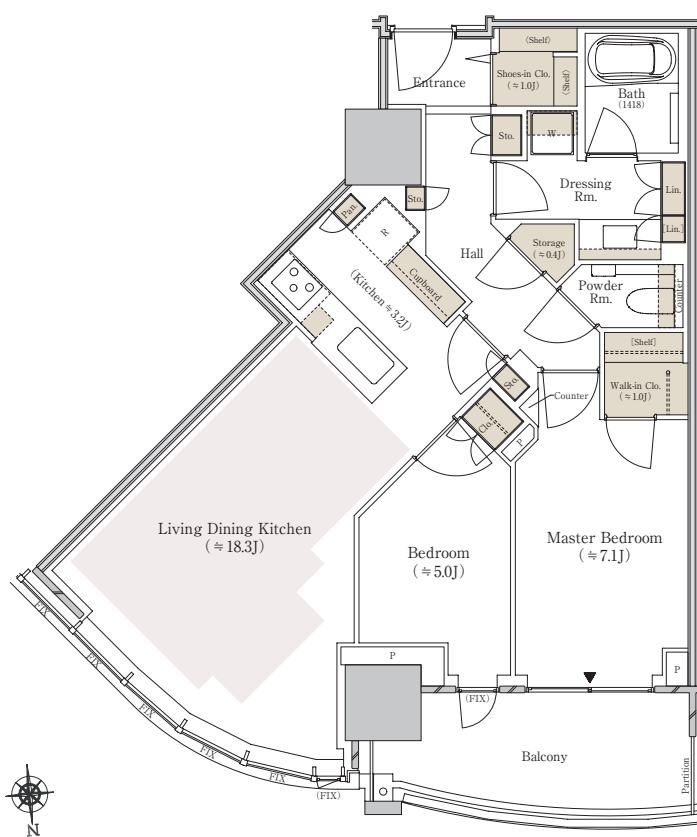 (Shelf)
Entrance
Shoes-in Clo.
(≒1.0J)
(Shelf)
Bath
(1418)
Sto.
W
Dressing
Rm.
Lin.
Sto.
Pan.
R
[Lin.]
Hall
Storage
(≒0.4J)
Cupboard
(Kitchen≒3.2J)
Powder
Rm.
Counter
[Shelf]
Sto.
Walk-in Clo.
(≒1.0J)
Counter
Clo.
P
Living Dining Kitchen
(≒18.3J)
Bedroom
(≒5.0J)
Master Bedroom
(≒7.1J)
FIX
FIX
P
P
FIX
(FIX)
FIX
FIX
FIX
(FIX)
Balcony
Partition
N